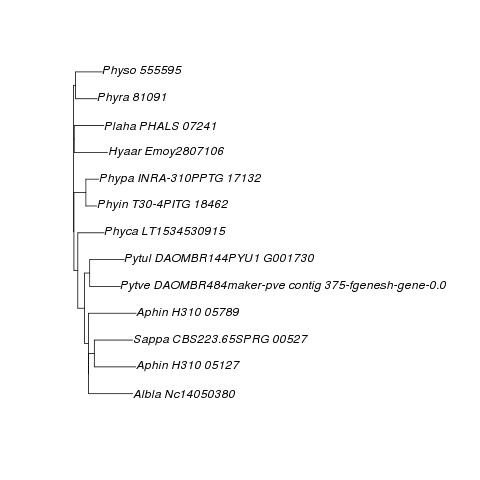 Physo 555595
Phyra 81091
Plaha PHALS 07241
Hyaar Emoy2807106
Phypa INRA-310PPTG 17132
Phyin T30-4PITG 18462
Phyca LT1534530915
Pytul DAOMBR144PYU1 G001730
Pytve DAOMBR484maker-pve contig 375-fgenesh-gene-0.0
Aphin H310 05789
Sappa CBS223.65SPRG 00527
Aphin H310 05127
Albla Nc14050380